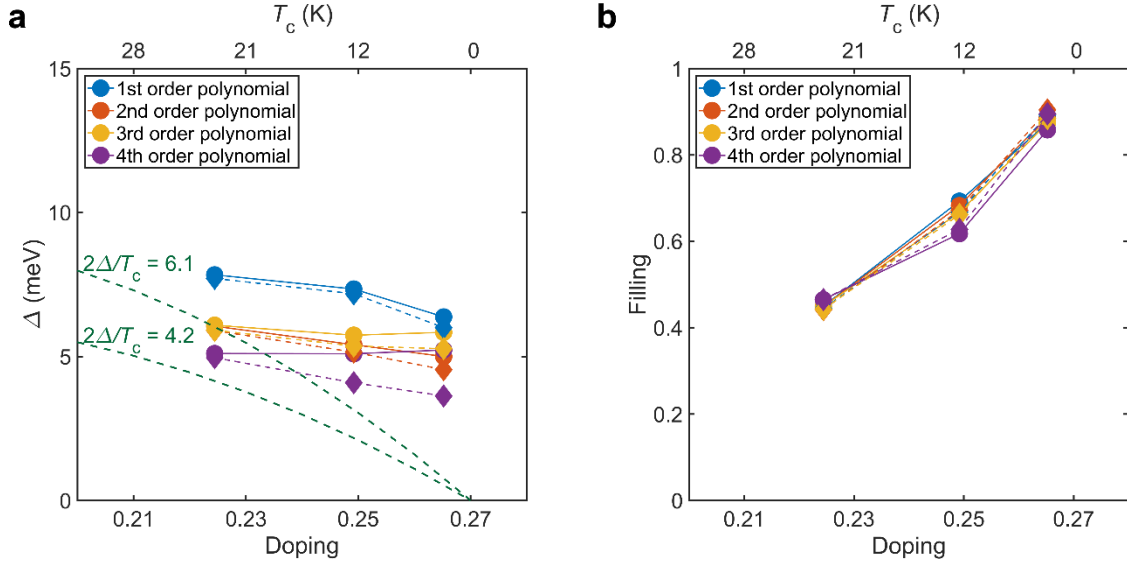 a
T_c (K)
28 21 12 0
15
1st order polynomial
2nd order polynomial
3rd order polynomial
4th order polynomial
10
Δ (meV)
2Δ/T_c = 6.1
2Δ/T_c = 4.2
5
0
0.21 0.23 0.25 0.27
Doping
b
T_c (K)
28 21 12 0
1
1st order polynomial
2nd order polynomial
3rd order polynomial
4th order polynomial
0.8
Filling
0.6
0.4
0.2
0
0.21 0.23 0.25 0.27
Doping